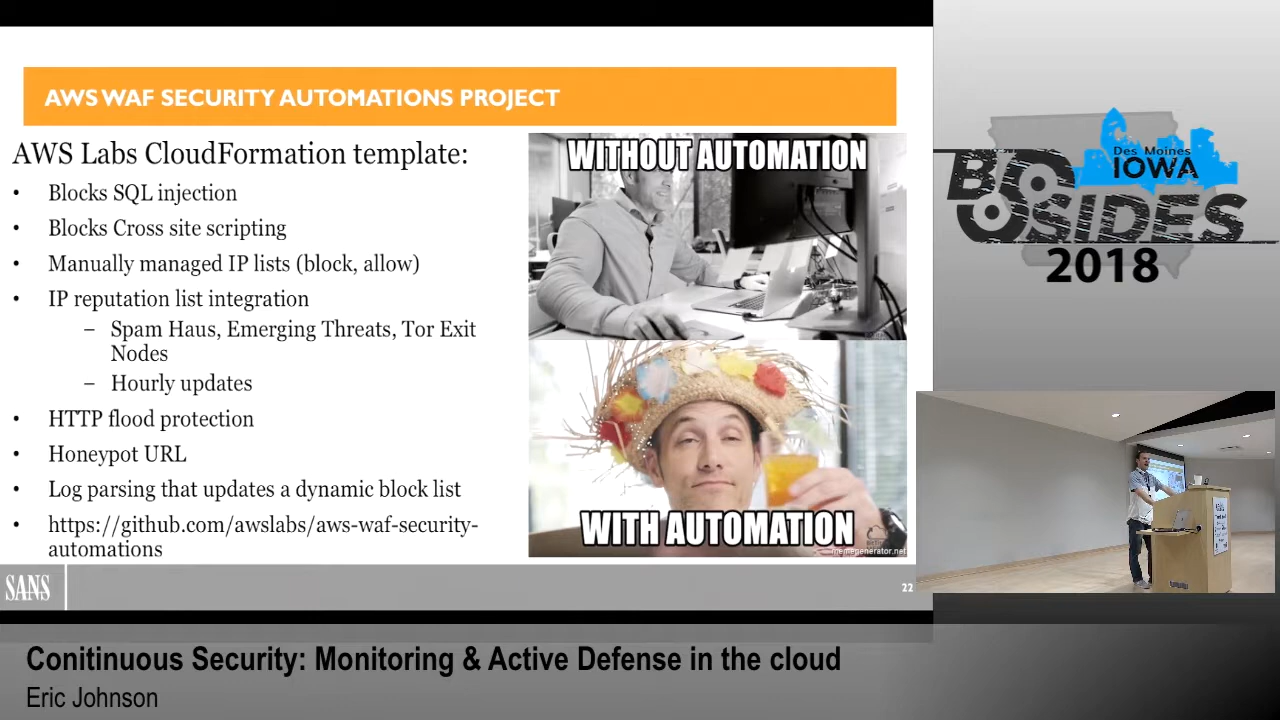 AWS WAF SECURITY AUTOMATIONS PROJECT
AWS Labs CloudFormation template:
• Blocks SQL injection
• Blocks Cross site scripting
• Manually managed IP lists (block, allow)
• IP reputation list integration
– Spam Haus, Emerging Threats, Tor Exit
Nodes
– Hourly updates
• HTTP flood protection
• Honeypot URL
• Log parsing that updates a dynamic block list
• https://github.com/awslabs/aws-waf-security-
automations
WITHOUT AUTOMATION
WITH AUTOMATION
memegenerator.net
SANS
22
Des Moines
IOWA
BSIDES
2018
Conitinuous Security: Monitoring & Active Defense in the cloud
Eric Johnson